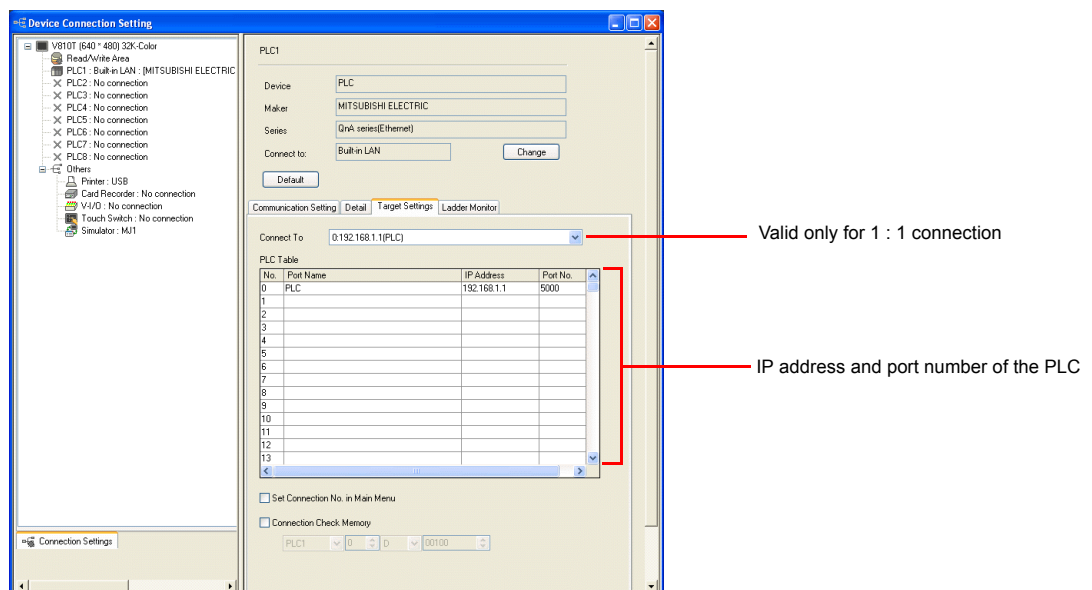 Device Connection Setting
V810T (640 * 480) 32K-Color
Read/Write Area
PLC1 : Built-in LAN : [MITSUBISHI ELECTRIC
PLC2 : No connection
PLC3 : No connection
PLC4 : No connection
PLC5 : No connection
PLC6 : No connection
PLC7 : No connection
PLC8 : No connection
Others
Printer : USB
Card Recorder : No connection
V-I/O : No connection
Touch Switch : No connection
Simulator : MJ1
Connection Settings
PLC1
Device PLC
Maker MITSUBISHI ELECTRIC
Series QnA series(Ethernet)
Connect to: Built-in LAN Change
Default
Communication Setting Detail Target Settings Ladder Monitor
Connect To 0:192.168.1.1(PLC)
PLC Table
No. Port Name IP Address Port No.
0 PLC 192.168.1.1 5000
1
2
3
4
5
6
7
8
9
10
11
12
13
Set Connection No. in Main Menu
Connection Check Memory
PLC1 0 D 00100
Valid only for 1 : 1 connection
IP address and port number of the PLC